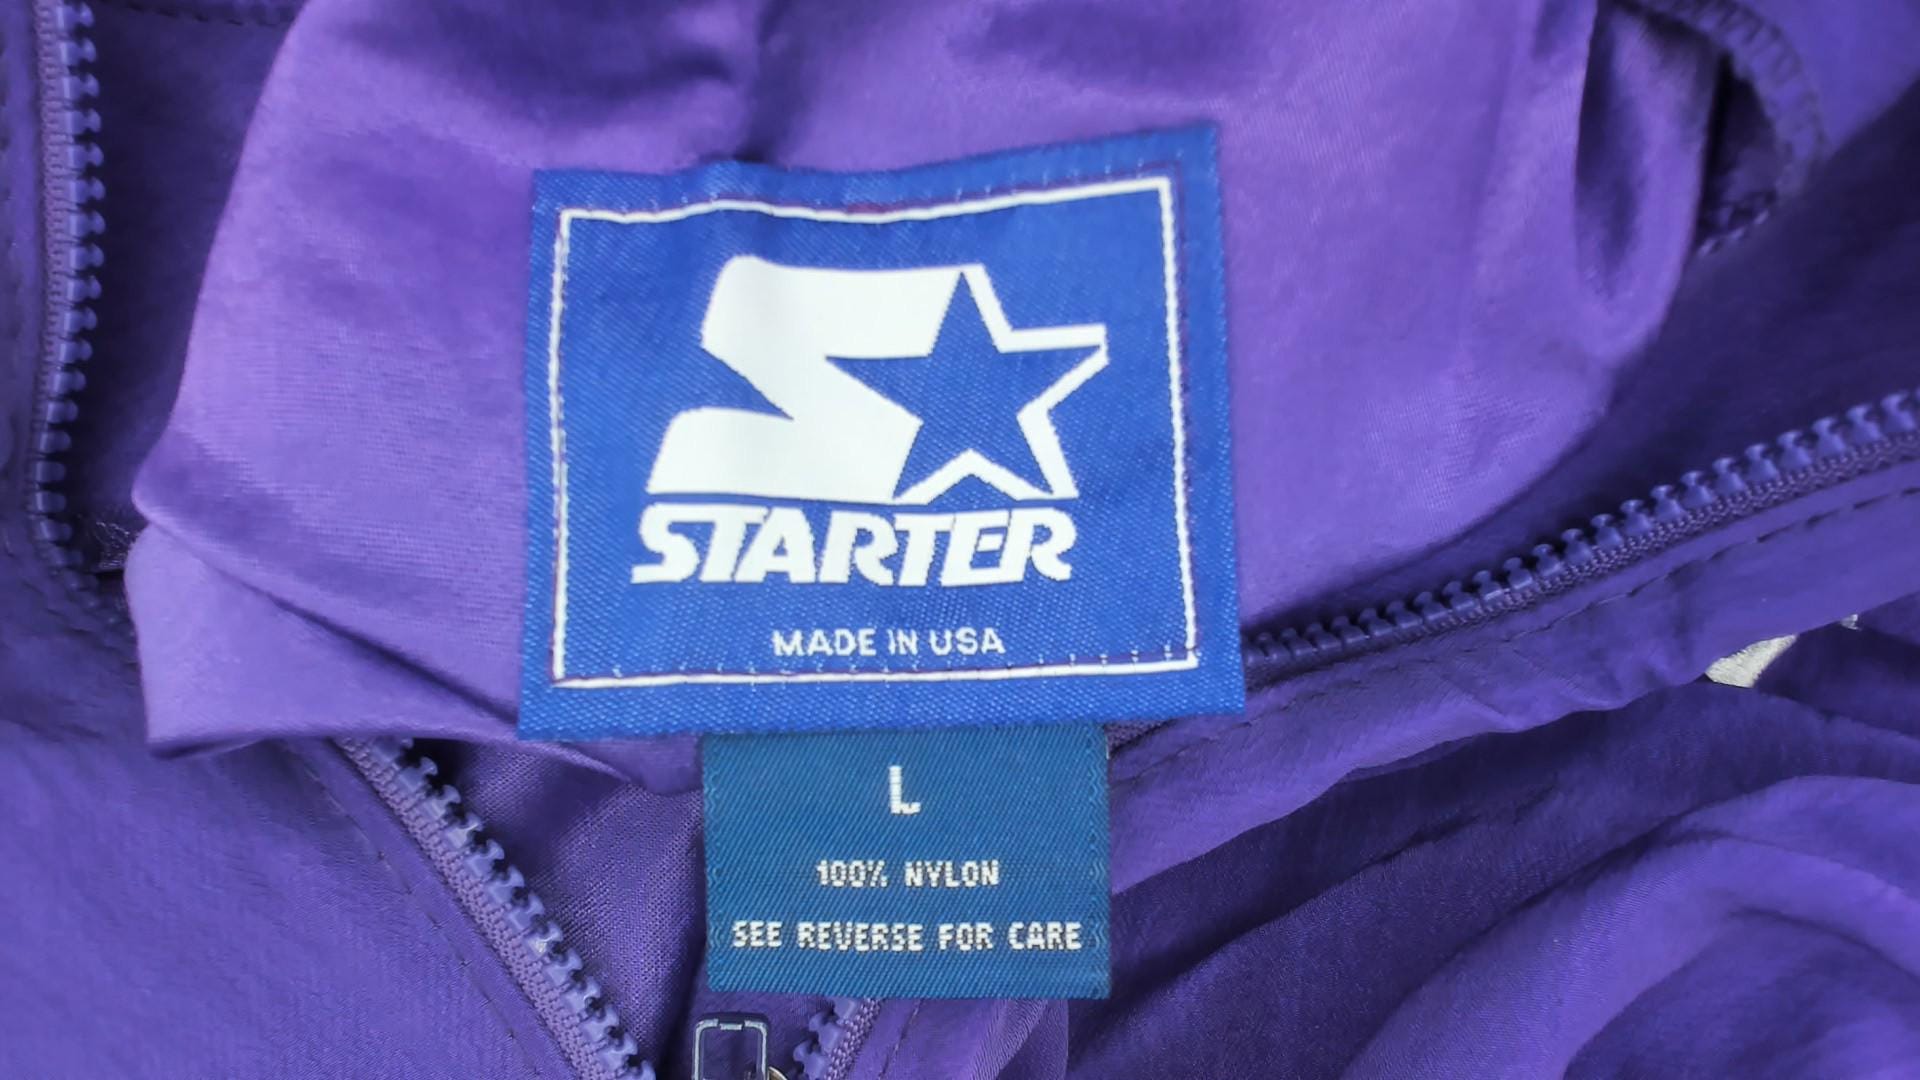 STARTER
MADE IN USA
L
100% NYLON
SEE REVERSE FOR CARE